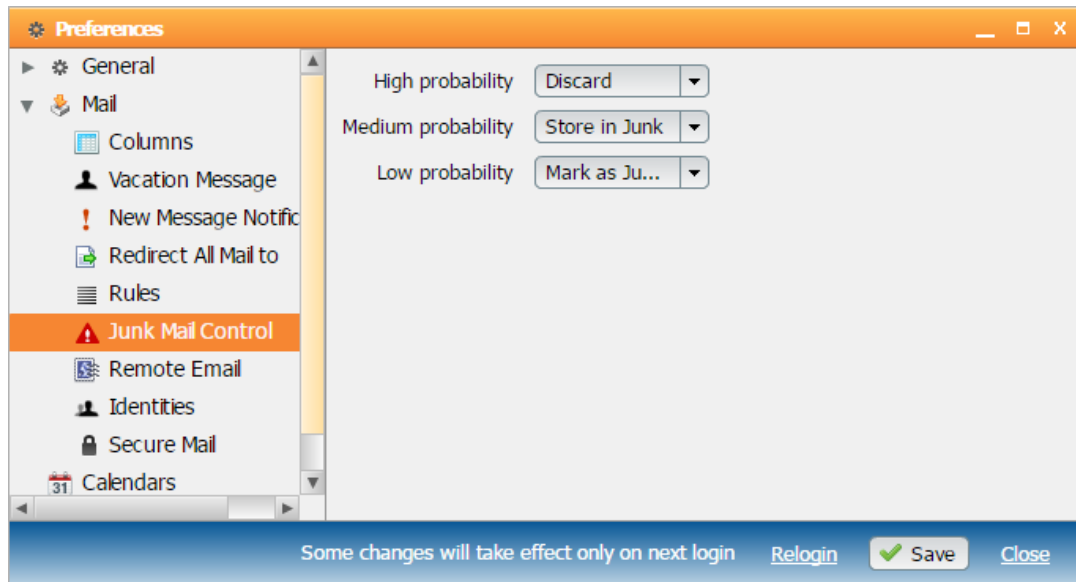 Preferences
General
Mail
Columns
Vacation Message
New Message Notific
Redirect All Mail to
Rules
Junk Mail Control
Remote Email
Identities
Secure Mail
31 Calendars
High probability Discard
Medium probability Store in Junk
Low probability Mark as Ju...
Some changes will take effect only on next login Relogin Save Close